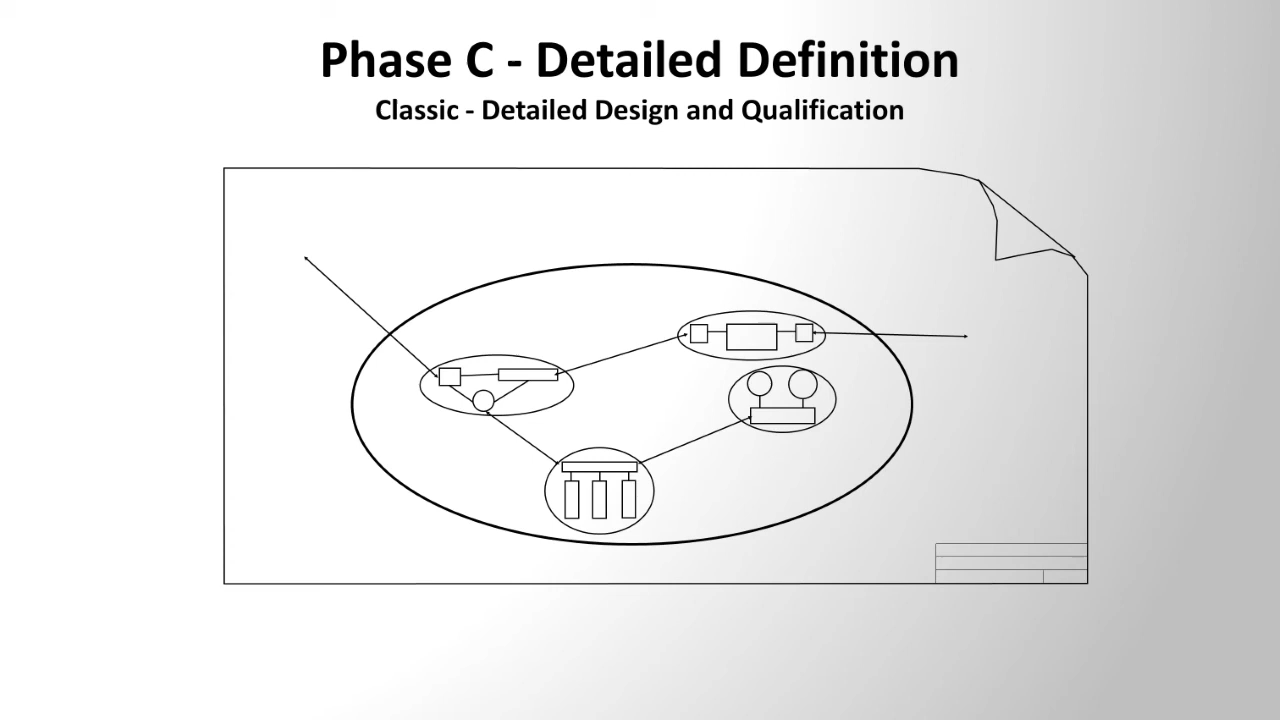 Phase C - Detailed Definition
Classic - Detailed Design and Qualification